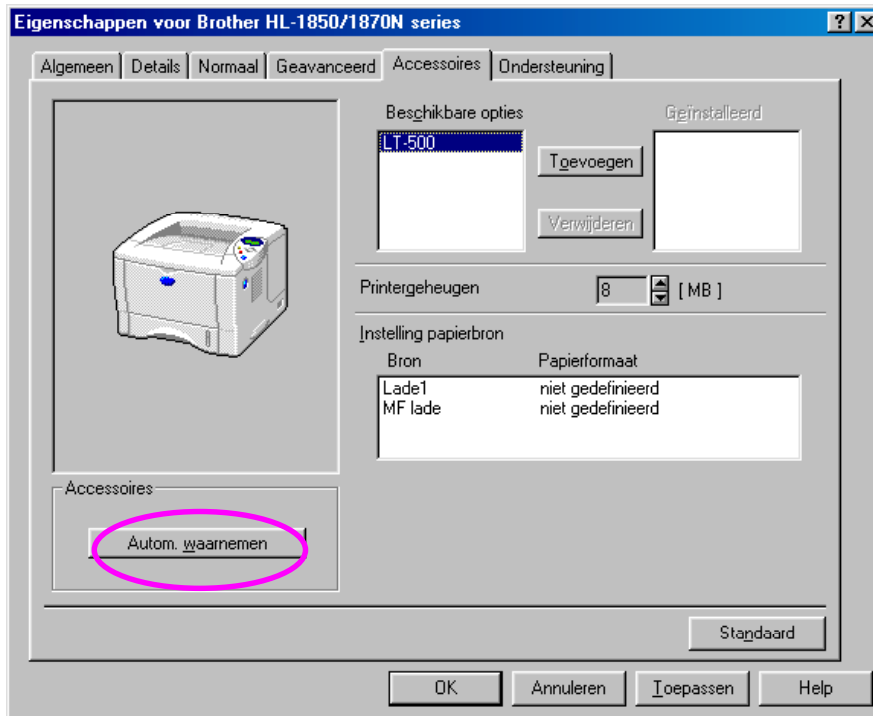 Eigenschappen voor Brother HL-1850/1870N series
Algemeen Details Normaal Geavanceerd Accessoires Ondersteuning
Beschikbare opties
Geïnstalleerd
LT-500
Toevoegen
Verwijderen
Printergeheugen 8 [ MB ]
Instelling papierbron
Bron Papierformaat
Lade1 niet gedefinieerd
MF lade niet gedefinieerd
Accessoires
Autom. waarnemen
Standaard
OK Annuleren Toepassen Help